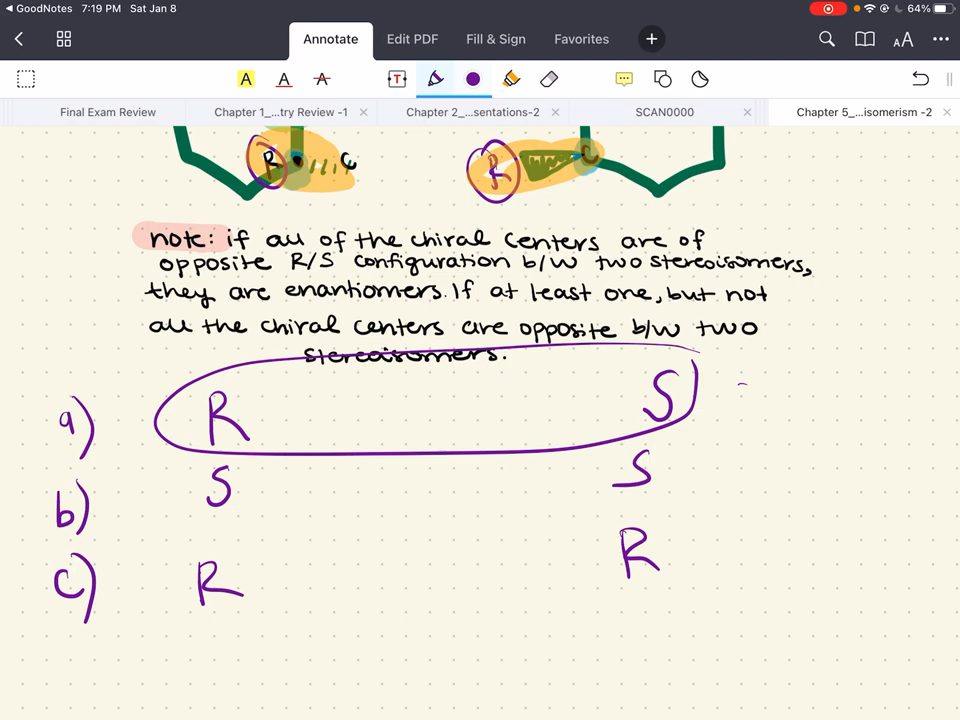 GoodNotes 7:19 PM Sat Jan 8
64%
Annotate Edit PDF Fill & Sign Favorites
AA
A A A T
Final Exam Review Chapter 1_...try Review -1 Chapter 2_...sentations-2 SCAN0000 Chapter 5_...isomerism -2
R C R C
note: if all of the chiral centers are of
opposite R/S configuration b/w two stereoisomers,
they are enantiomers. If at least one, but not
all the chiral centers are opposite b/w two
stereoisomers.
a) R S
S S
b)
R
c) R